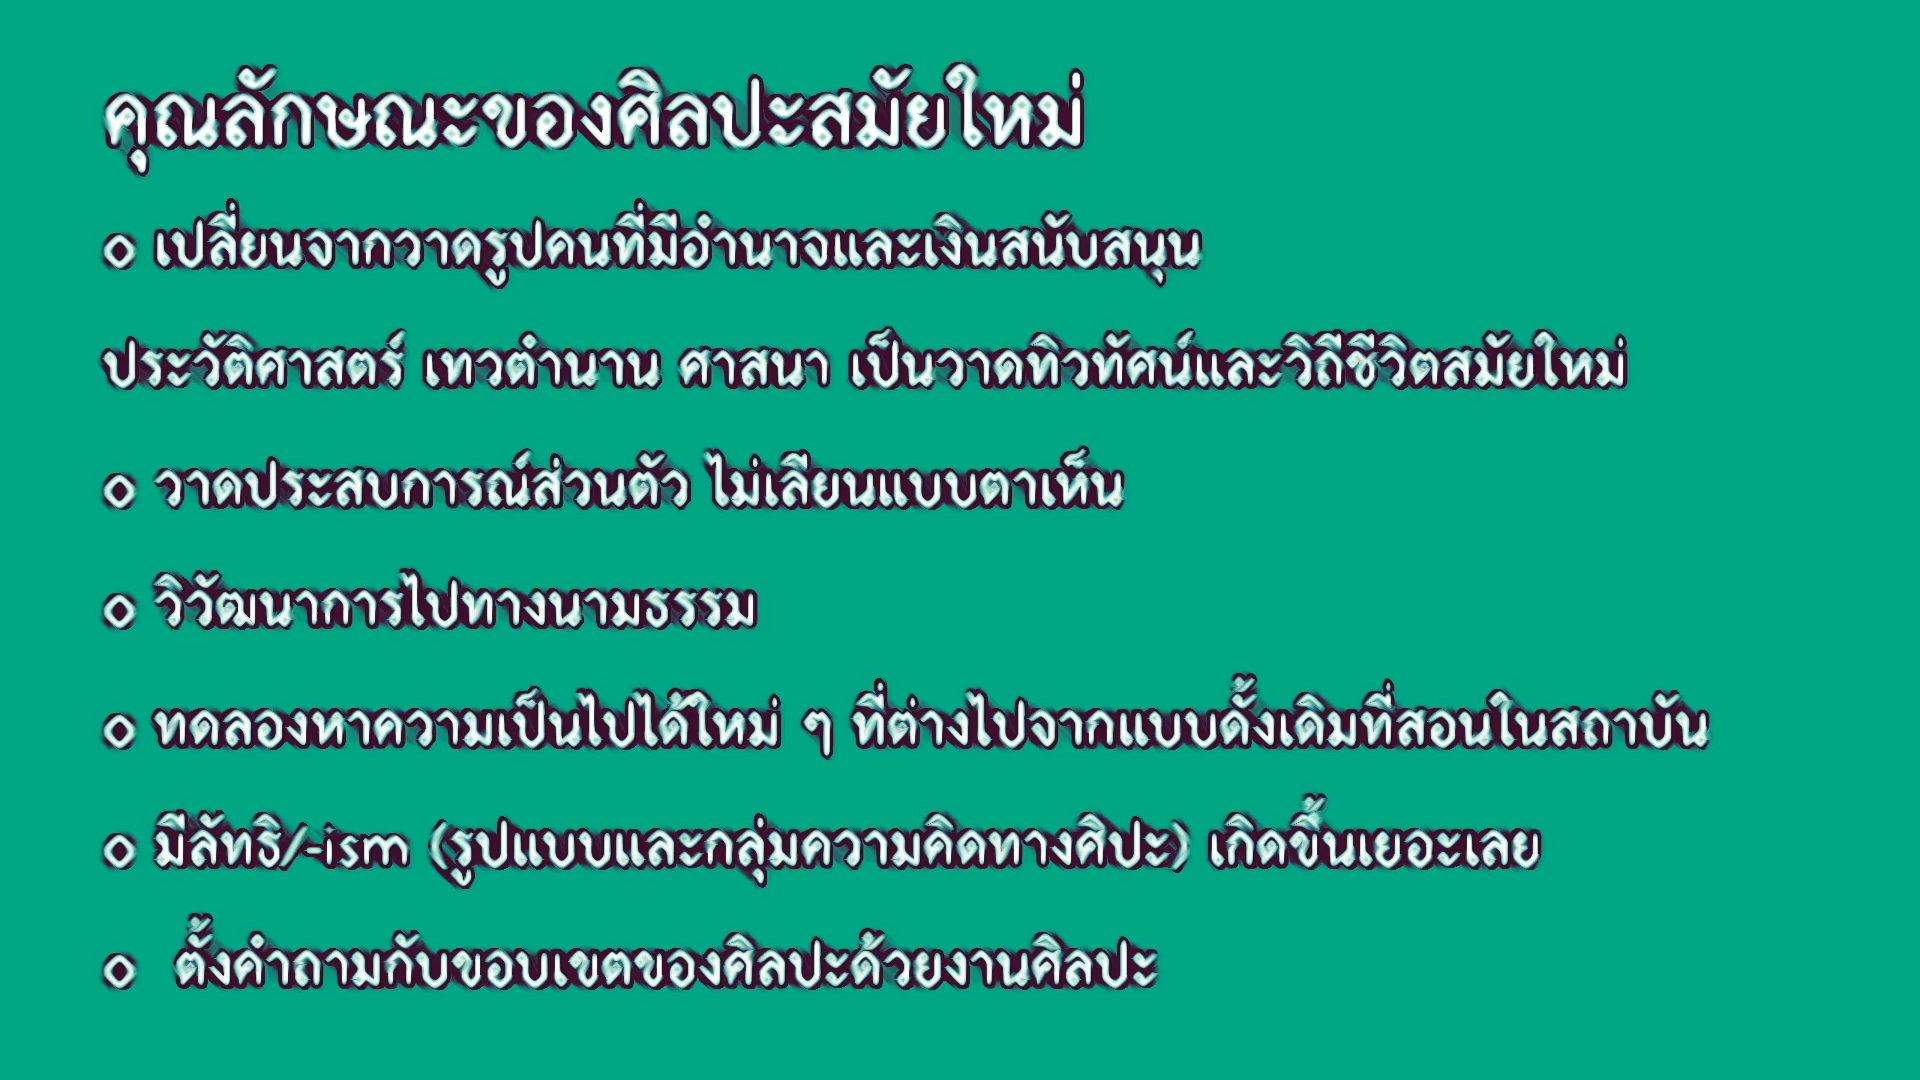 คุณลักษณะของศิลปะสมัยใหม่
o เปลี่ยนจากวาดรูปคนที่มีอำนาจและเงินสนับสนุน
ประวัติศาสตร์ เทวตำนาน ศาสนา เป็นวาดทิวทัศน์และวิถีชีวิตสมัยใหม่
o วาดประสบการณ์ส่วนตัว ไม่เลียนแบบตาเห็น
o วิวัฒนาการไปทางนามธรรม
o ทดลองหาความเป็นไปได้ใหม่ ๆ ที่ต่างไปจากแบบดั้งเดิมที่สอนในสถาบัน
o มีลัทธิ/-ism (รูปแบบและกลุ่มความคิดทางศิปะ) เกิดขึ้นเยอะเลย
o ตั้งคำถามกับขอบเขตของศิลปะด้วยงานศิลปะ